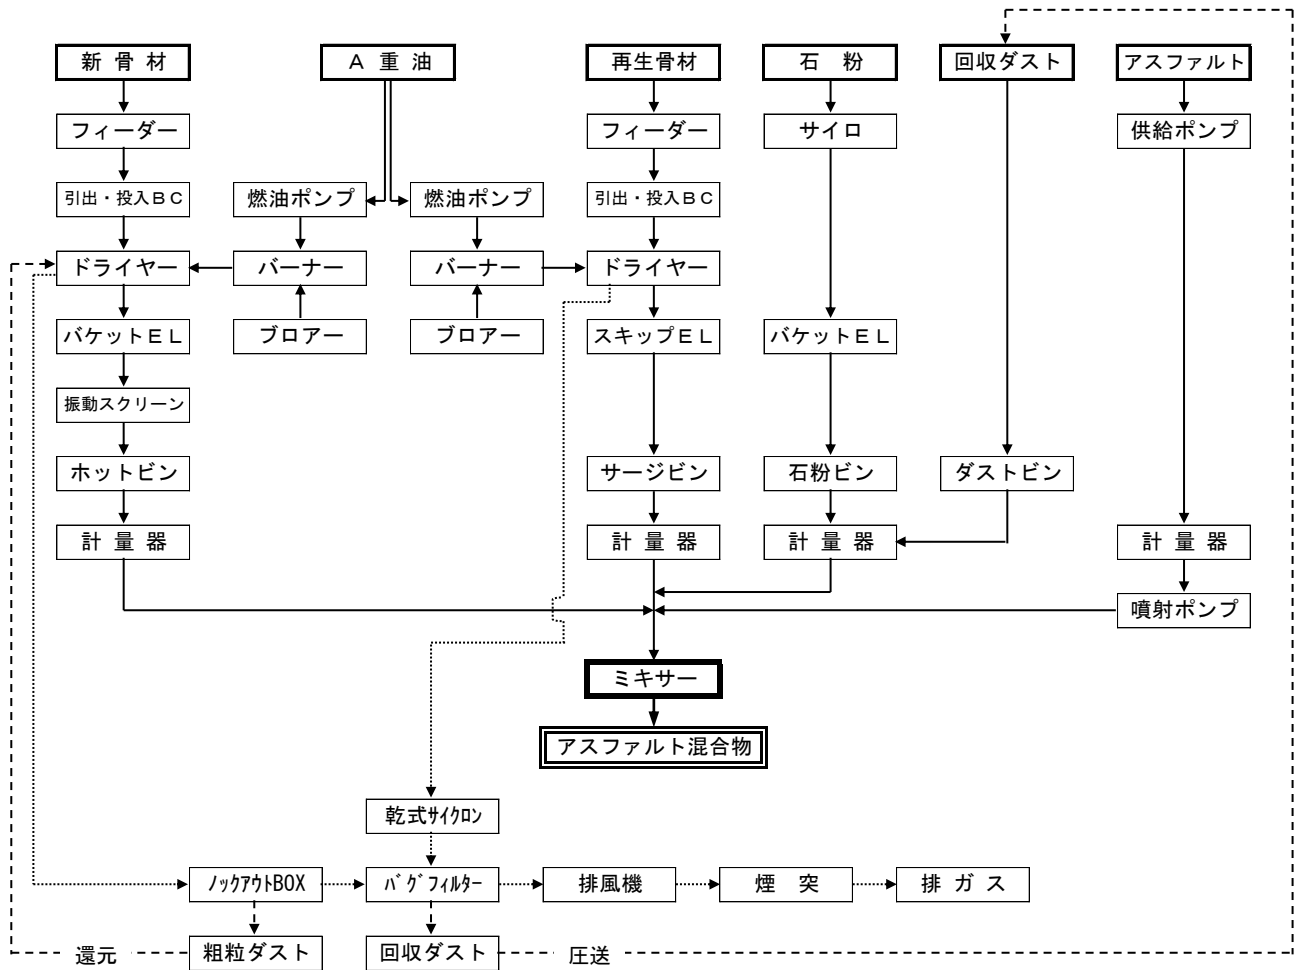 新 骨 材
Ａ 重 油
再生骨材
石 粉
回収ダスト
アスファルト
フィーダー
フィーダー
サイロ
供給ポンプ
引出・投入ＢＣ
燃油ポンプ
燃油ポンプ
引出・投入ＢＣ
ドライヤー
バーナー
バーナー
ドライヤー
バケットＥＬ
ブロアー
ブロアー
スキップＥＬ
バケットＥＬ
振動スクリーン
ホットビン
サージビン
石粉ビン
ダストビン
計 量 器
計 量 器
計 量 器
計 量 器
噴射ポンプ
ミキサー
アスファルト混合物
乾式ｻｲｸﾛﾝ
ﾉｯｸｱｳﾄBOX
ﾊﾞｸﾞﾌｨﾙﾀｰ
排風機
煙 突
排 ガ ス
還元
粗粒ダスト
回収ダスト
圧送